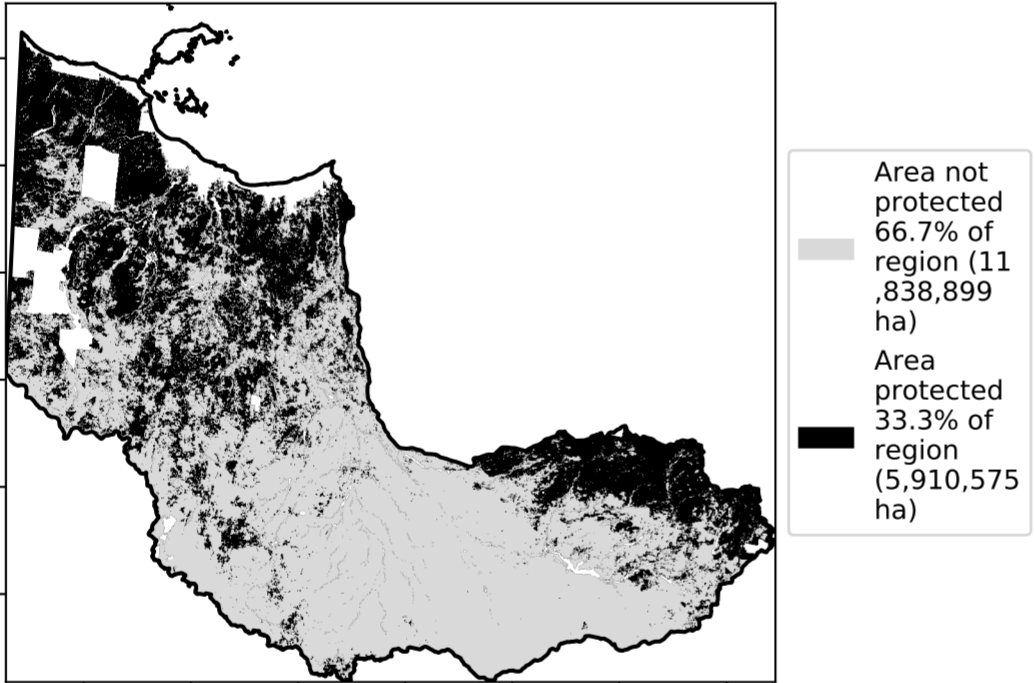 Area not
protected
66.7% of
region (11
,838,899
ha)
Area
protected
33.3% of
region
(5,910,575
ha)